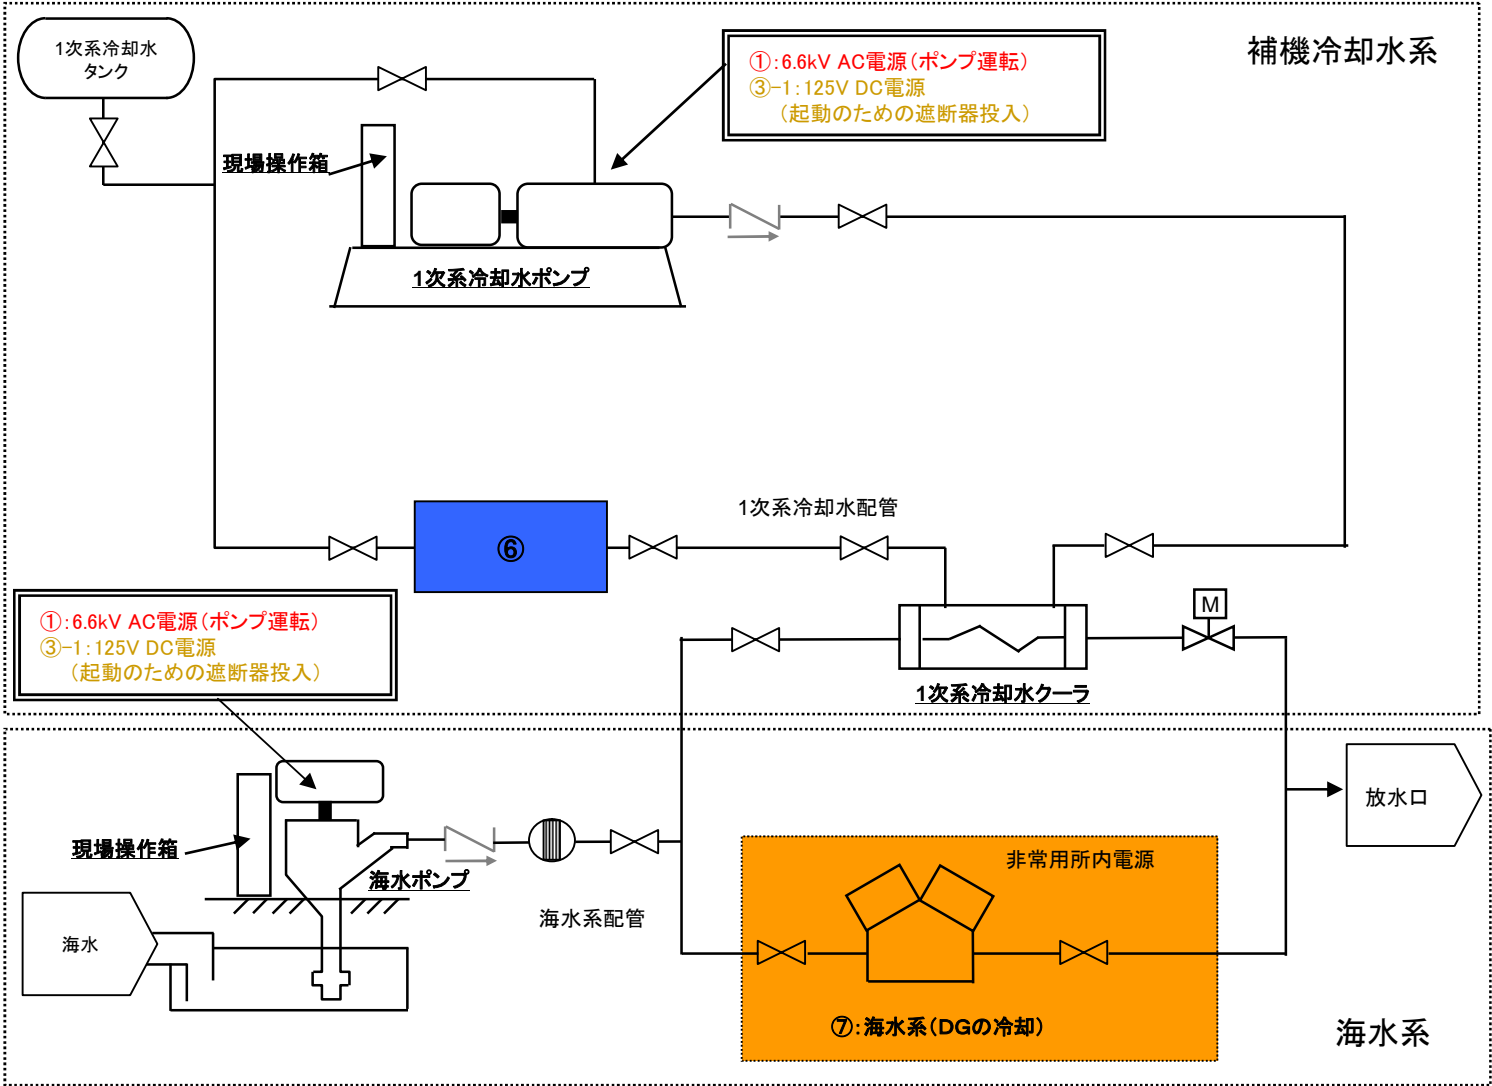 1次系冷却水
タンク
補機冷却水系
①:6.6kV AC電源(ポンプ運転)
③-1:125V DC電源
(起動のための遮断器投入)
現場操作箱
1次系冷却水ポンプ
1次系冷却水配管
⑥
①:6.6kV AC電源(ポンプ運転)
③-1:125V DC電源
(起動のための遮断器投入)
M
1次系冷却水クーラ
放水口
現場操作箱
海水ポンプ
非常用所内電源
海水系配管
海水
⑦:海水系(DGの冷却)
海水系